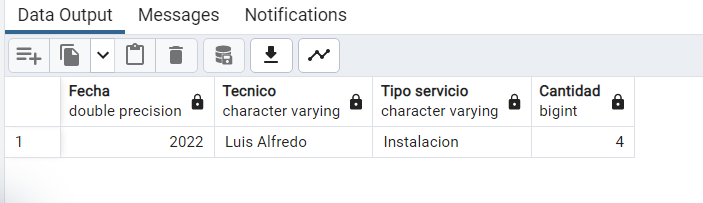 Data Output Messages Notifications
Fecha Tecnico Tipo servicio Cantidad
double precision character varying character varying bigint
1 2022 Luis Alfredo Instalacion 4